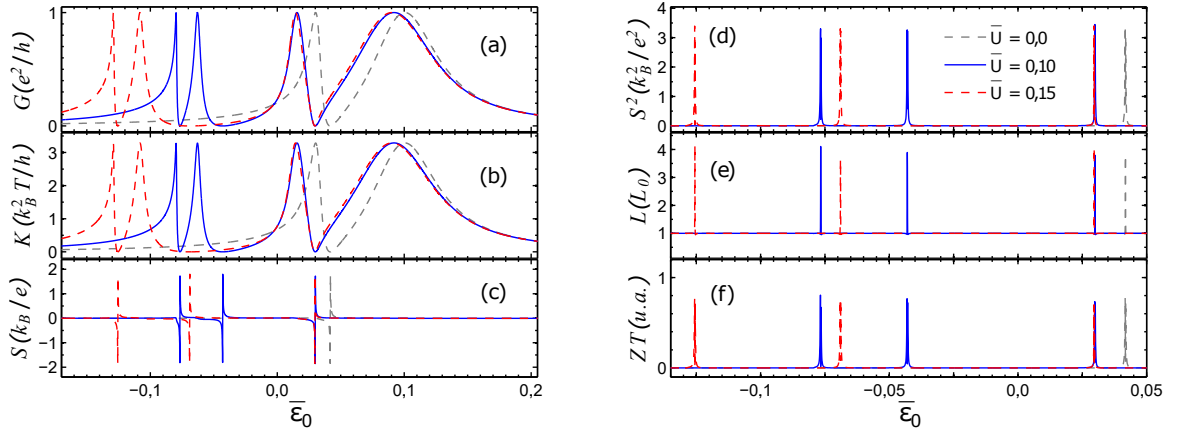 G(e²/h)
1
0
(a)
K(k_B²T/h)
3
2
1
0
(b)
S(k_B/e)
2
1
0
−1
−2
(c)
−0,1 0,0 0,1 0,2
ε̅₀
S²(k_B²/e²)
5
4
3
2
1
0
(d)
U̅ = 0,0
U̅ = 0,10
U̅ = 0,15
L(L₀)
4
3
2
1
(e)
ZT(u.a.)
1
0
(f)
−0,1 −0,05 0,0 0,05
ε̅₀